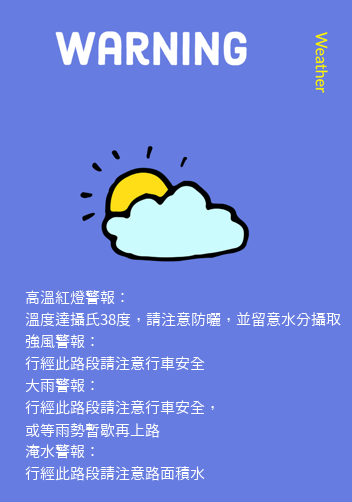 WARNING
Weather
高溫紅燈警報：
溫度達攝氏38度，請注意防曬，並留意水分攝取
強風警報：
行經此路段請注意行車安全
大雨警報：
行經此路段請注意行車安全，
或等雨勢暫歇再上路
淹水警報：
行經此路段請注意路面積水